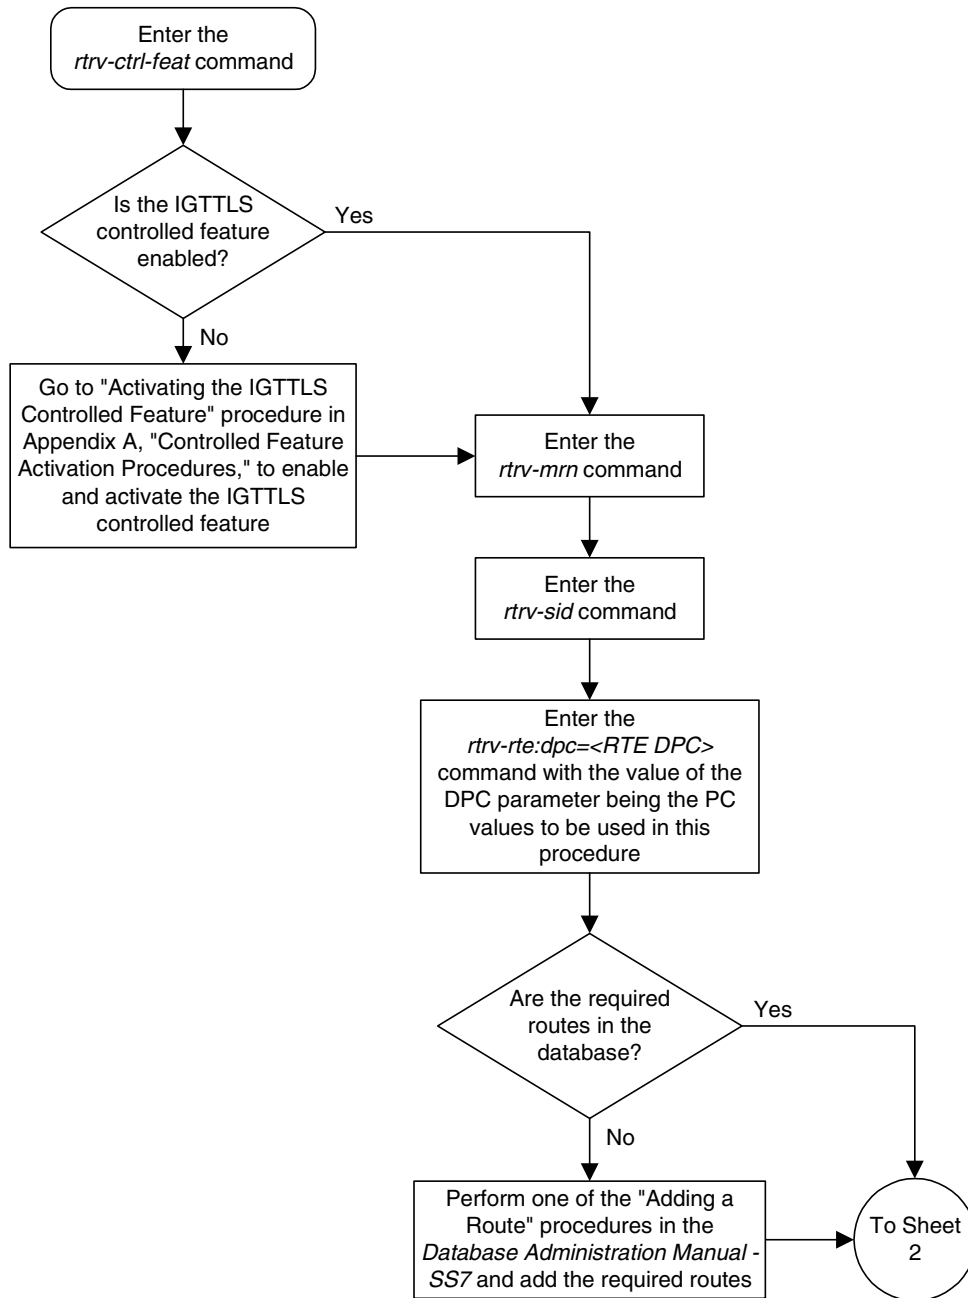 Enter the
rtrv-ctrl-feat command
Is the IGTTLS
controlled feature
enabled?
Yes
No
Go to "Activating the IGTTLS
Controlled Feature" procedure in
Appendix A, "Controlled Feature
Activation Procedures," to enable
and activate the IGTTLS
controlled feature
Enter the
rtrv-mrn command
Enter the
rtrv-sid command
Enter the
rtrv-rte:dpc=<RTE DPC>
command with the value of the
DPC parameter being the PC
values to be used in this
procedure
Are the required
routes in the
database?
Yes
No
Perform one of the "Adding a
Route" procedures in the
Database Administration Manual -
SS7 and add the required routes
To Sheet
2